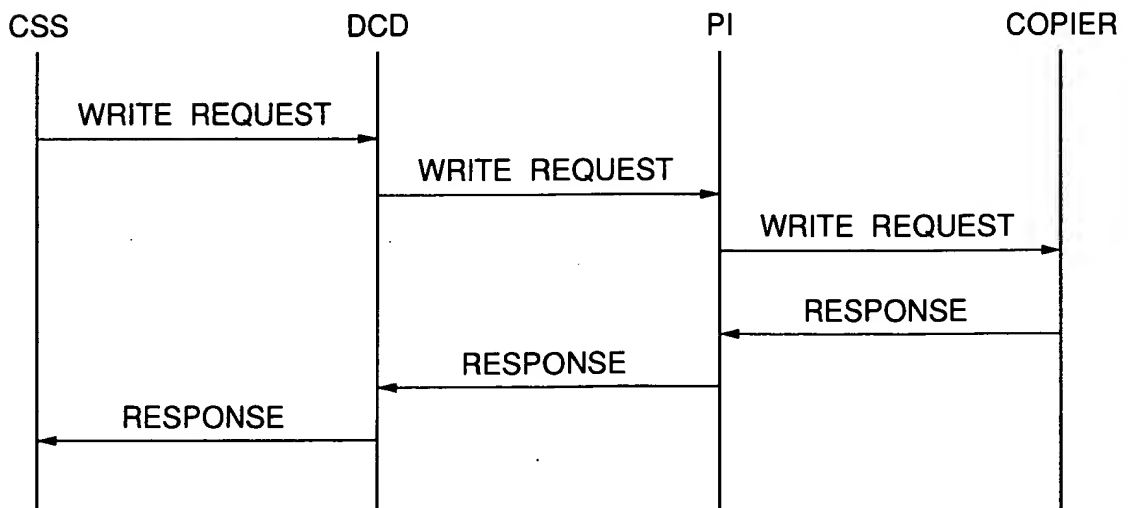 CSS DCD PI COPIER
WRITE REQUEST
WRITE REQUEST
WRITE REQUEST
RESPONSE
RESPONSE
RESPONSE